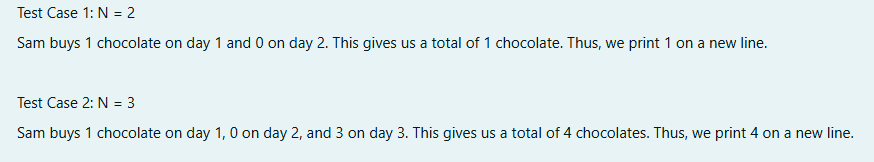 Test Case 1: N = 2
Sam buys 1 chocolate on day 1 and 0 on day 2. This gives us a total of 1 chocolate. Thus, we print 1 on a new line.
Test Case 2: N = 3
Sam buys 1 chocolate on day 1, 0 on day 2, and 3 on day 3. This gives us a total of 4 chocolates. Thus, we print 4 on a new line.